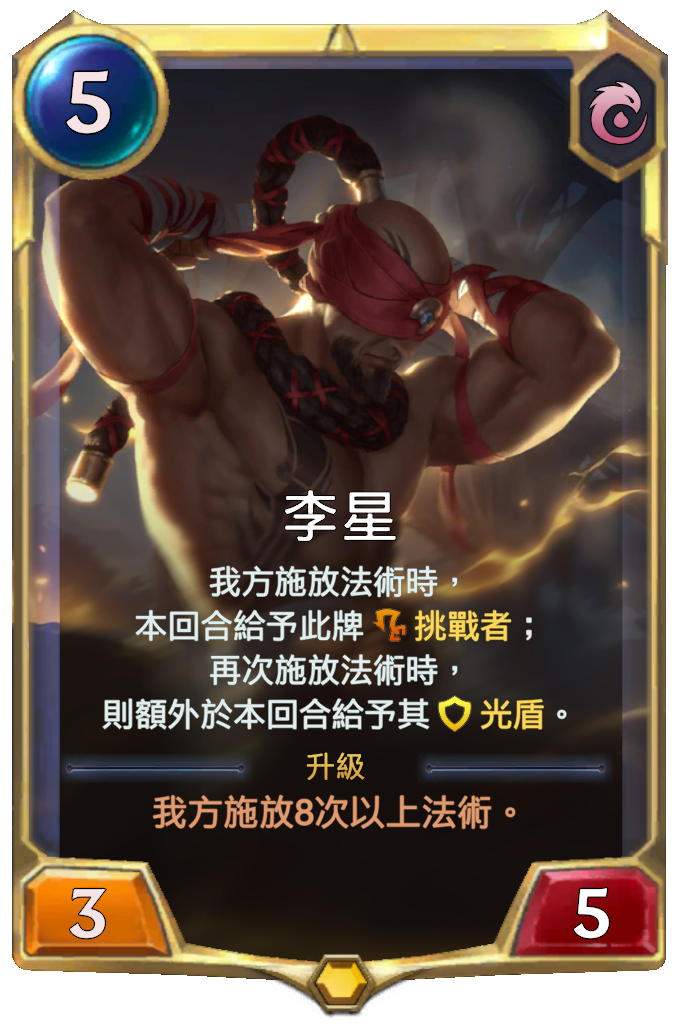 5
李星
我方施放法術時，
本回合給予此牌 挑戰者；
再次施放法術時，
則額外於本回合給予其 光盾。
升級
我方施放8次以上法術。
3
5